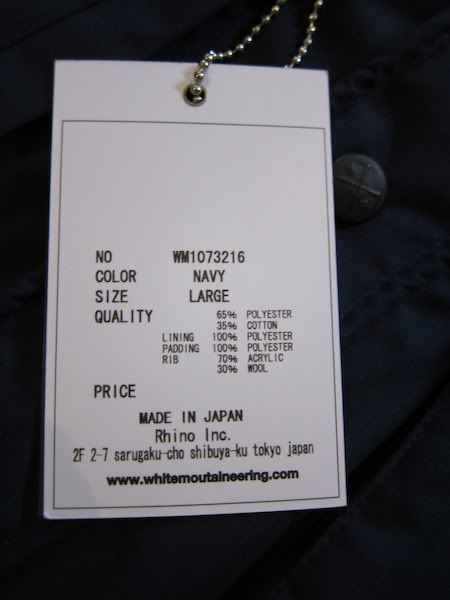 NO WM1073216
COLOR NAVY
SIZE LARGE
QUALITY 65% POLYESTER
35% COTTON
LINING 100% POLYESTER
PADDING 100% POLYESTER
RIB 70% ACRYLIC
30% WOOL
PRICE
MADE IN JAPAN
Rhino Inc.
2F 2-7 sarugaku-cho shibuya-ku tokyo japan
www.whitemoutaineering.com